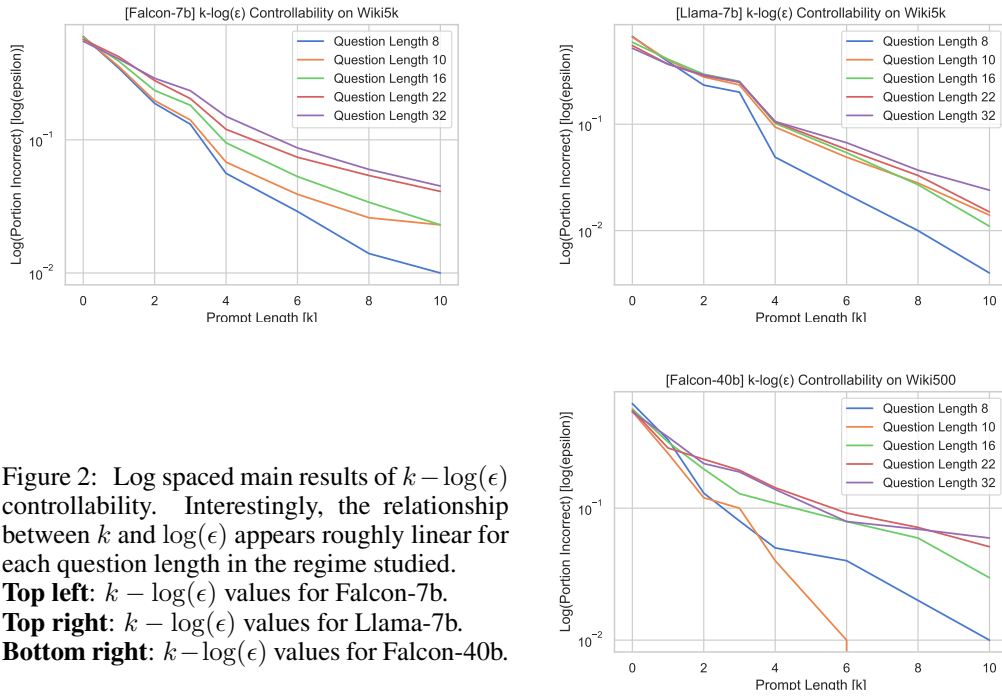 [Falcon-7b] k-log(ε) Controllability on Wiki5k
Log(Portion Incorrect) [log(epsilon)]
10⁻¹
10⁻²
Question Length 8
Question Length 10
Question Length 16
Question Length 22
Question Length 32
0 2 4 6 8 10
Prompt Length [k]
[Llama-7b] k-log(ε) Controllability on Wiki5k
Log(Portion Incorrect) [log(epsilon)]
10⁻¹
10⁻²
Question Length 8
Question Length 10
Question Length 16
Question Length 22
Question Length 32
0 2 4 6 8 10
Prompt Length [k]
Figure 2: Log spaced main results of k − log(ϵ)
controllability. Interestingly, the relationship
between k and log(ϵ) appears roughly linear for
each question length in the regime studied.
Top left: k − log(ϵ) values for Falcon-7b.
Top right: k − log(ϵ) values for Llama-7b.
Bottom right: k − log(ϵ) values for Falcon-40b.
[Falcon-40b] k-log(ε) Controllability on Wiki500
Log(Portion Incorrect) [log(epsilon)]
10⁻¹
10⁻²
Question Length 8
Question Length 10
Question Length 16
Question Length 22
Question Length 32
0 2 4 6 8 10
Prompt Length [k]